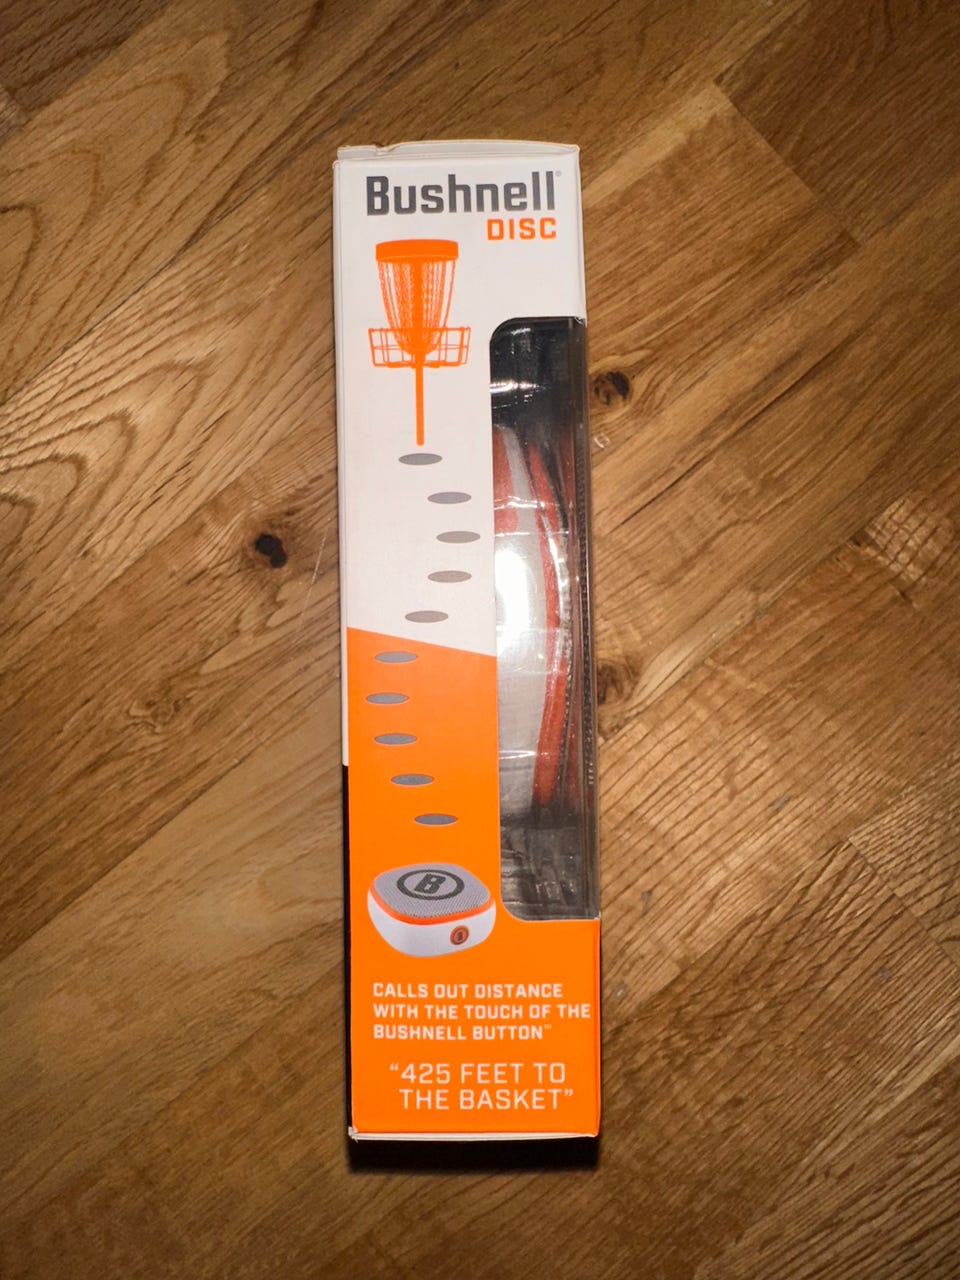 Bushnell®
DISC
B
CALLS OUT DISTANCE
WITH THE TOUCH OF THE
BUSHNELL BUTTON™
“425 FEET TO
THE BASKET”